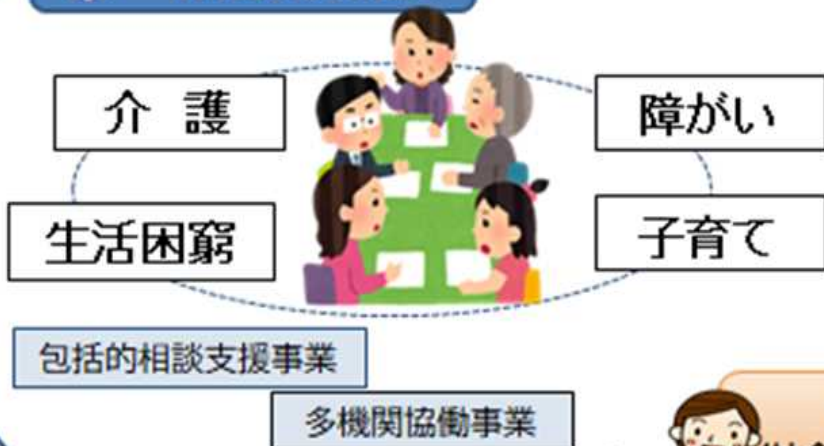 介 護
障がい
生活困窮
子育て
包括的相談支援事業
多機関協働事業